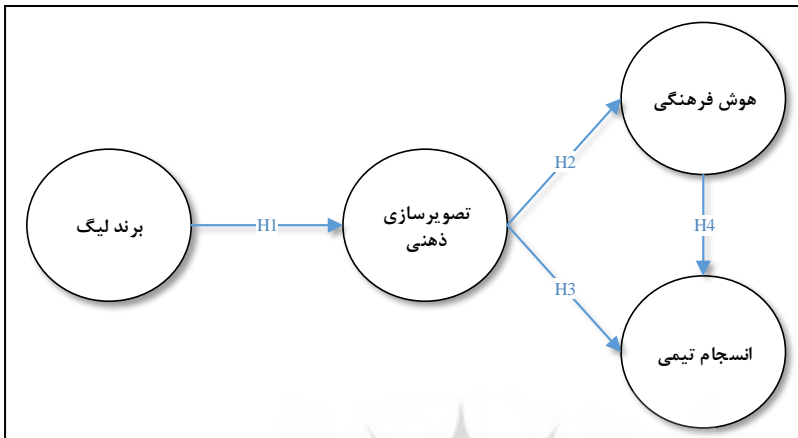 هوش فرهنگی
H2
برند لیگ
H1
تصویرسازی
ذهنی
H4
H3
انسجام تیمی